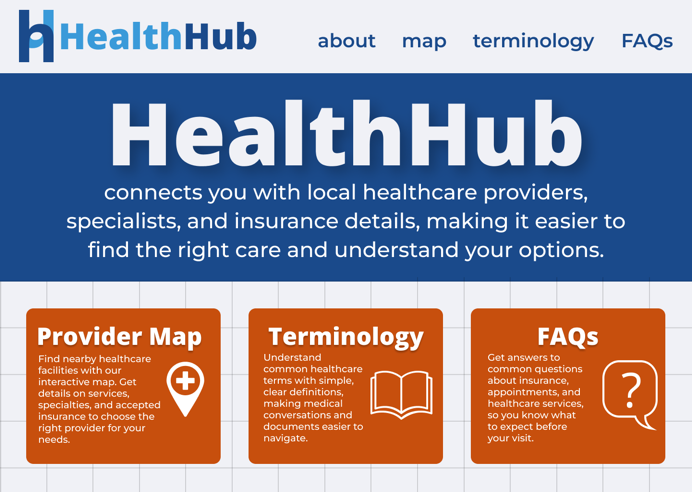 hHealthHub
about map terminology FAQs
HealthHub
connects you with local healthcare providers,
specialists, and insurance details, making it easier to
find the right care and understand your options.
Provider Map
Find nearby healthcare
facilities with our
interactive map. Get
details on services,
specialties, and accepted
insurance to choose the
right provider for your
needs.
Terminology
Understand
common healthcare
terms with simple,
clear definitions,
making medical
conversations and
documents easier to
navigate.
FAQs
Get answers to
common questions
about insurance,
appointments, and
healthcare services,
so you know what
to expect before
your visit.
?